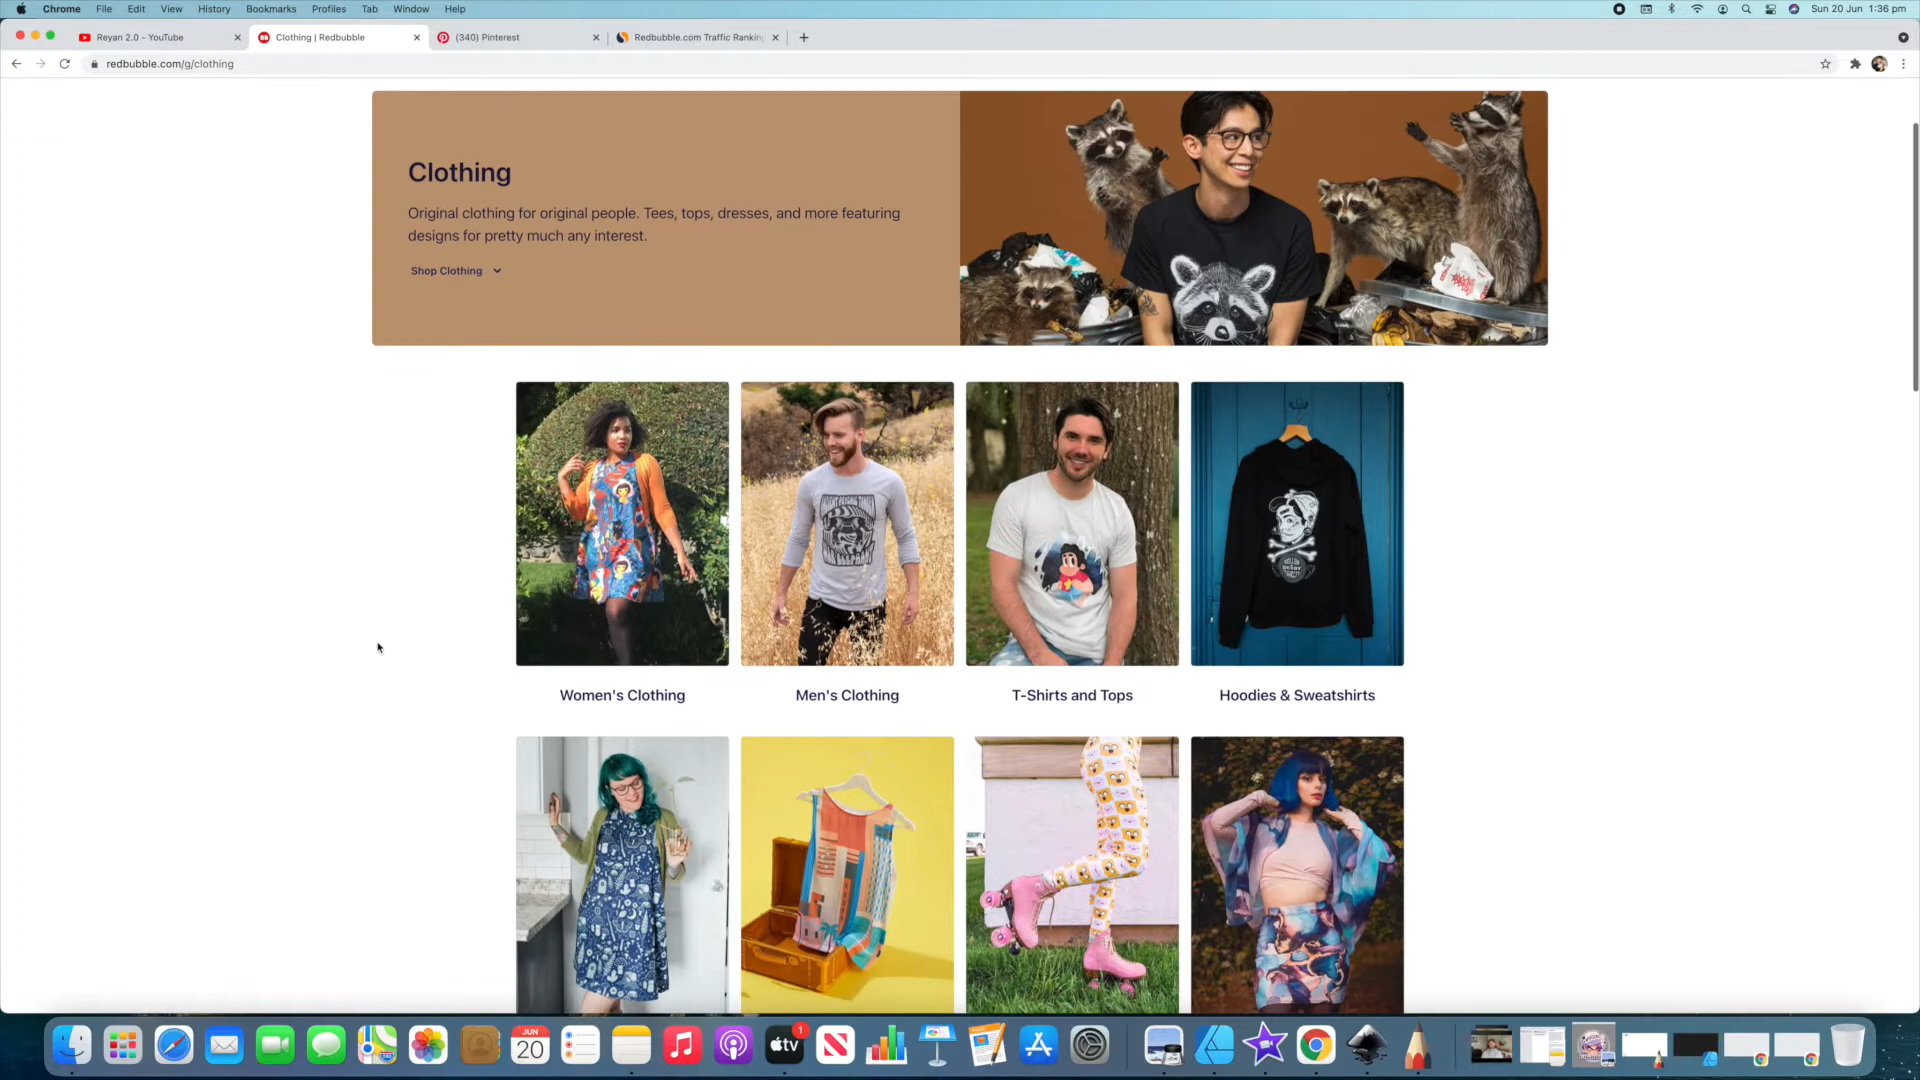 Chrome File Edit View History Bookmarks Profiles Tab Window Help
Sun 20 Jun 1:36 pm
Reyan 2.0 - YouTube
Clothing | Redbubble
(340) Pinterest
Redbubble.com Traffic Rankin
redbubble.com/g/clothing
Clothing
Original clothing for original people. Tees, tops, dresses, and more featuring
designs for pretty much any interest.
Shop Clothing
Women's Clothing
Men's Clothing
T-Shirts and Tops
Hoodies & Sweatshirts
JUN
20
tv
1